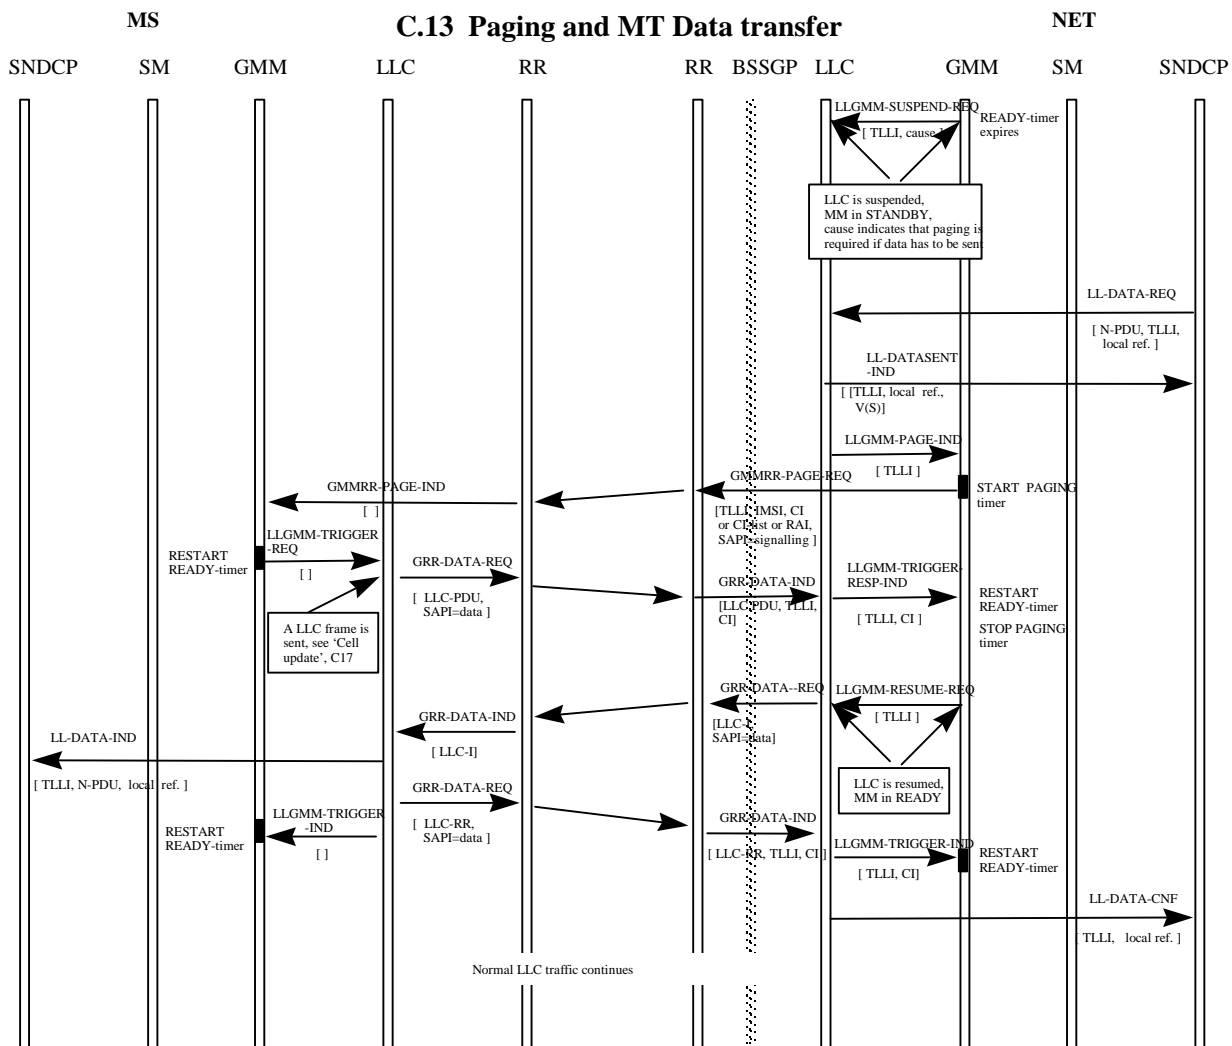 MS
C.13 Paging and MT Data transfer
NET
SNDCP SM GMM LLC RR RR BSSGP LLC GMM SM SNDCP
LLGMM-SUSPEND-REQ
[ TLLI, cause ]
READY-timer
expires
LLC is suspended,
MM in STANDBY,
cause indicates that paging is
required if data has to be sent
LL-DATA-REQ
[ N-PDU, TLLI,
local ref. ]
LL-DATASENT
-IND
[ [TLLI, local ref.,
V(S)]
LLGMM-PAGE-IND
[ TLLI ]
GMMRR-PAGE-REQ
[TLLI, IMSI, CI
or CI-list or RAI,
SAPI=signalling ]
START PAGING
timer
GMMRR-PAGE-IND
[ ]
LLGMM-TRIGGER
-REQ
[ ]
RESTART
READY-timer
GRR-DATA-REQ
[ LLC-PDU,
SAPI=data ]
GRR-DATA-IND
[LLC-PDU, TLLI,
CI]
LLGMM-TRIGGER-
RESP-IND
[ TLLI, CI ]
RESTART
READY-timer
STOP PAGING
timer
A LLC frame is
sent, see ‘Cell
update’, C17
LLGMM-RESUME-REQ
[ TLLI ]
GRR-DATA--REQ
[LLC-I,
SAPI=data]
GRR-DATA-IND
[ LLC-I]
LL-DATA-IND
[ TLLI, N-PDU, local ref. ]
LLC is resumed,
MM in READY
GRR-DATA-REQ
[ LLC-RR,
SAPI=data ]
LLGMM-TRIGGER
-IND
[ ]
RESTART
READY-timer
GRR-DATA-IND
[ LLC-RR, TLLI, CI ]
LLGMM-TRIGGER-IND
[ TLLI, CI]
RESTART
READY-timer
LL-DATA-CNF
[ TLLI, local ref. ]
Normal LLC traffic continues